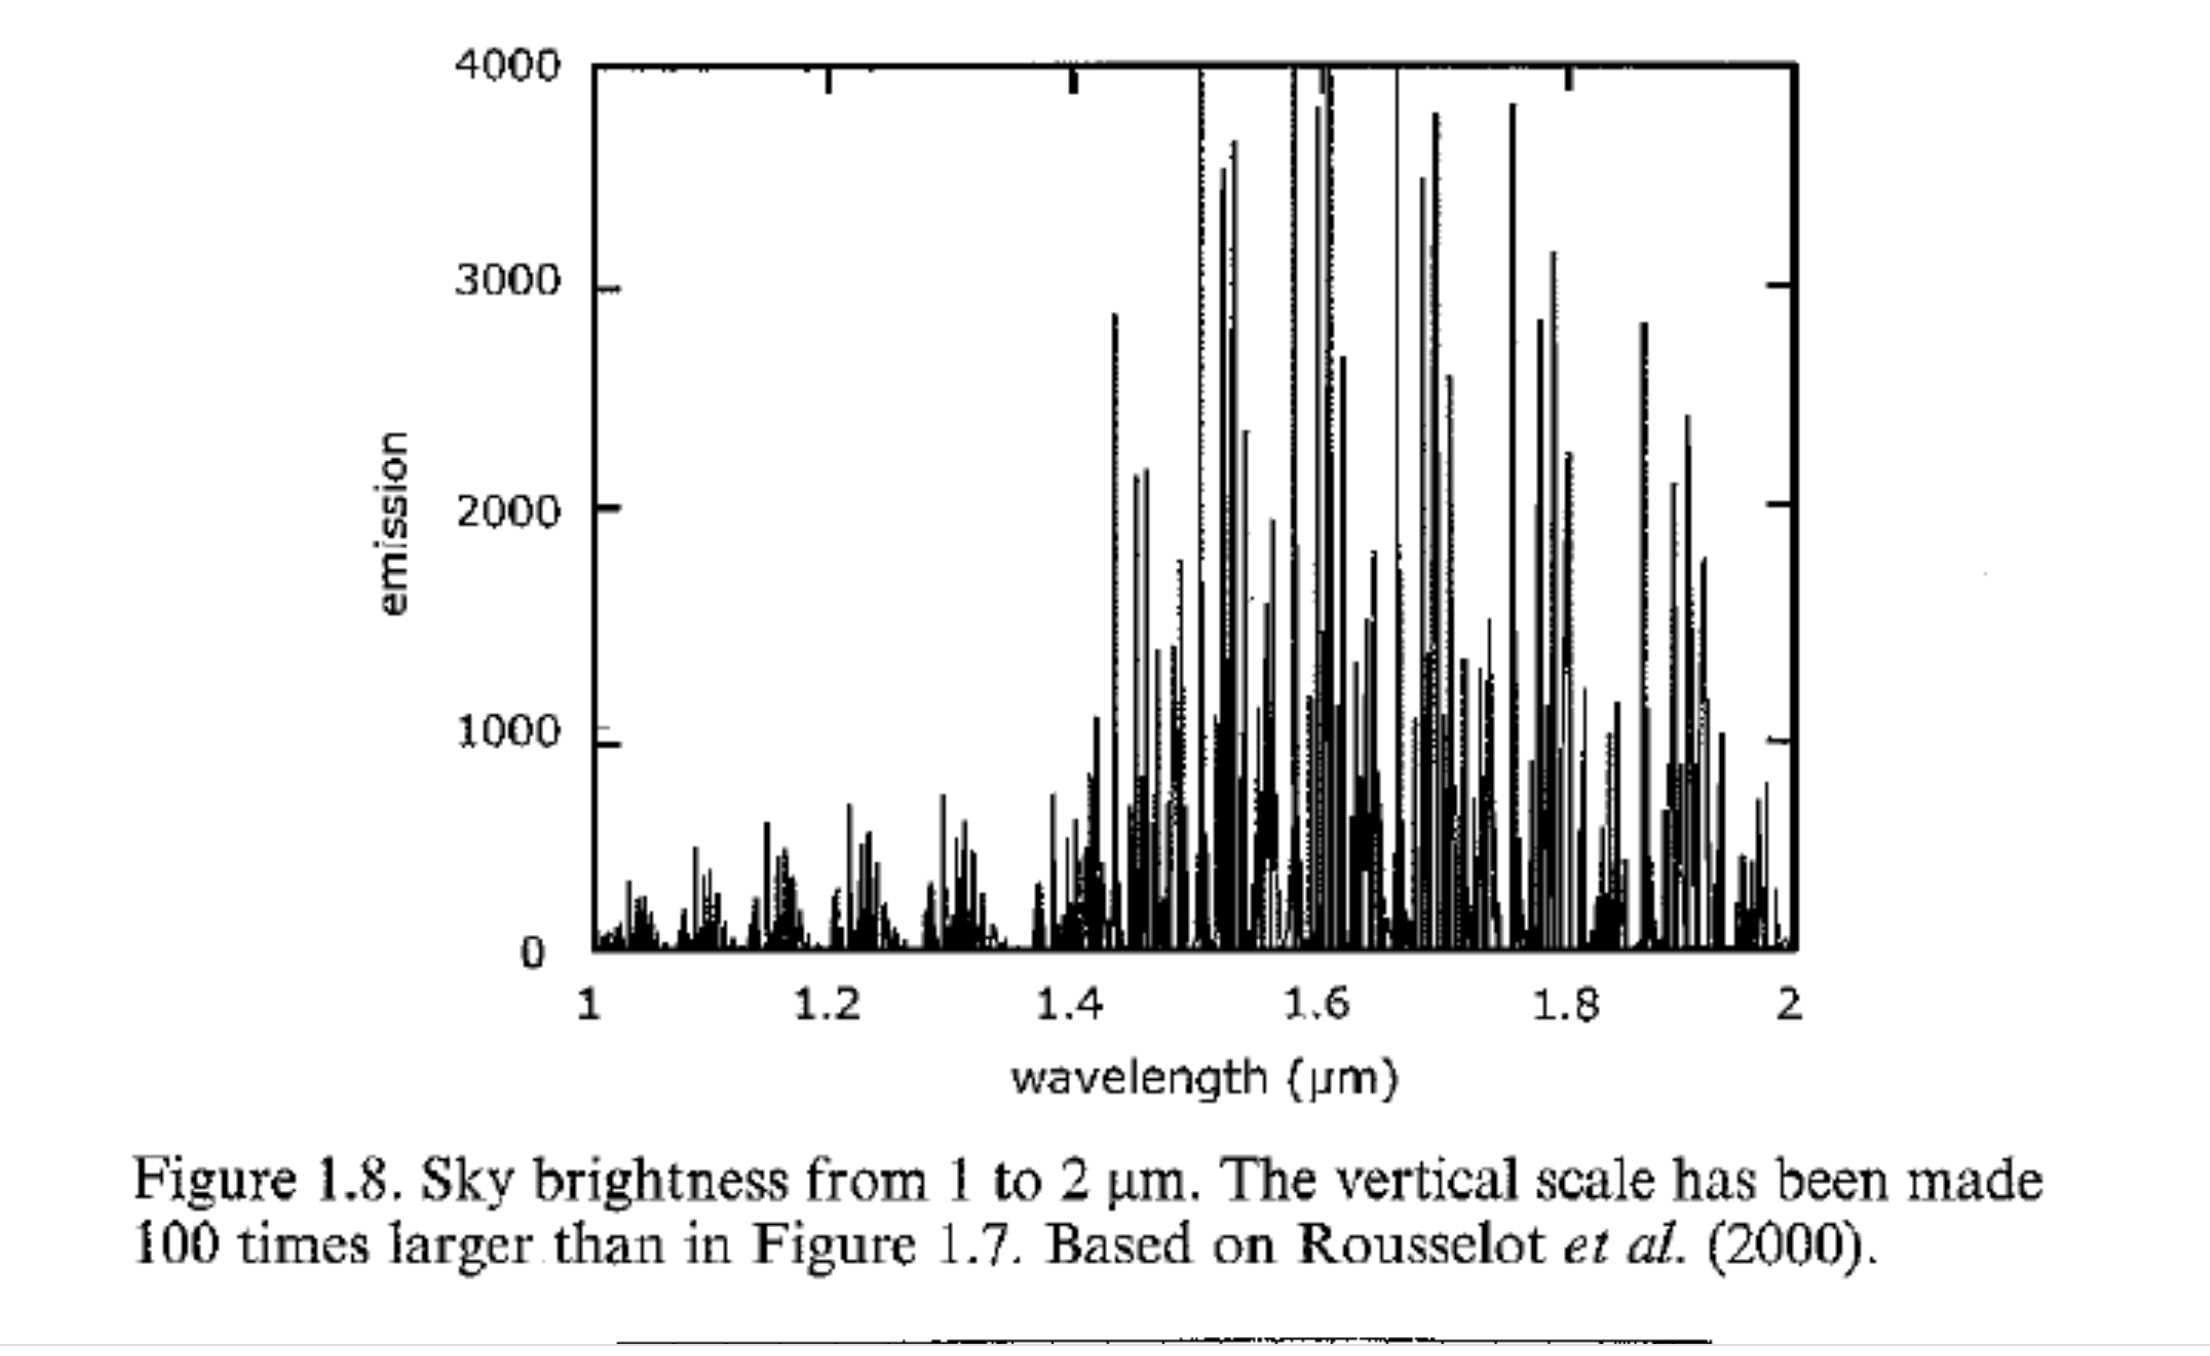 4000
3000
2000
1000
0
emission
1 1.2 1.4 1.6 1.8 2
wavelength (μm)
Figure 1.8. Sky brightness from 1 to 2 μm. The vertical scale has been made
100 times larger than in Figure 1.7. Based on Rousselot et al. (2000).